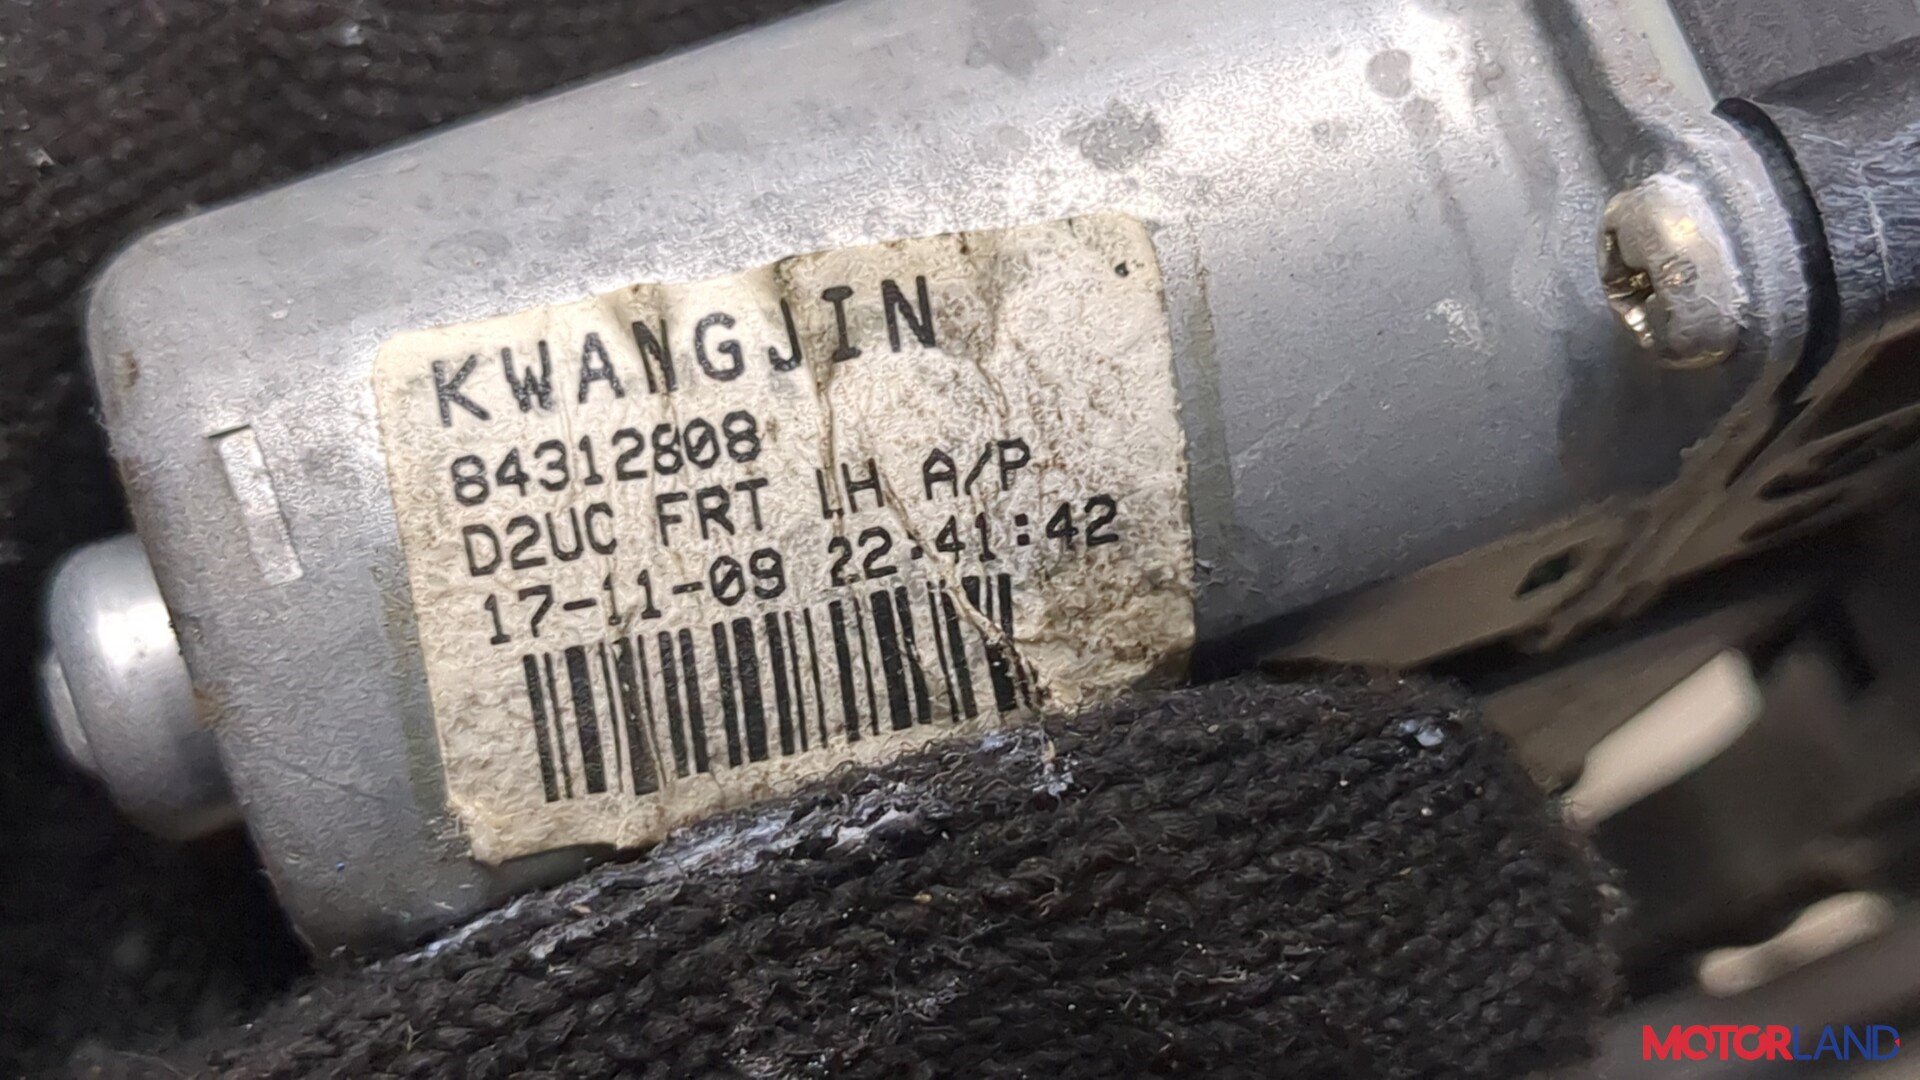 KWANGJIN
84312808
D2UC FRT LH A/P
17-11-09 22:41:42
MOTORLAND